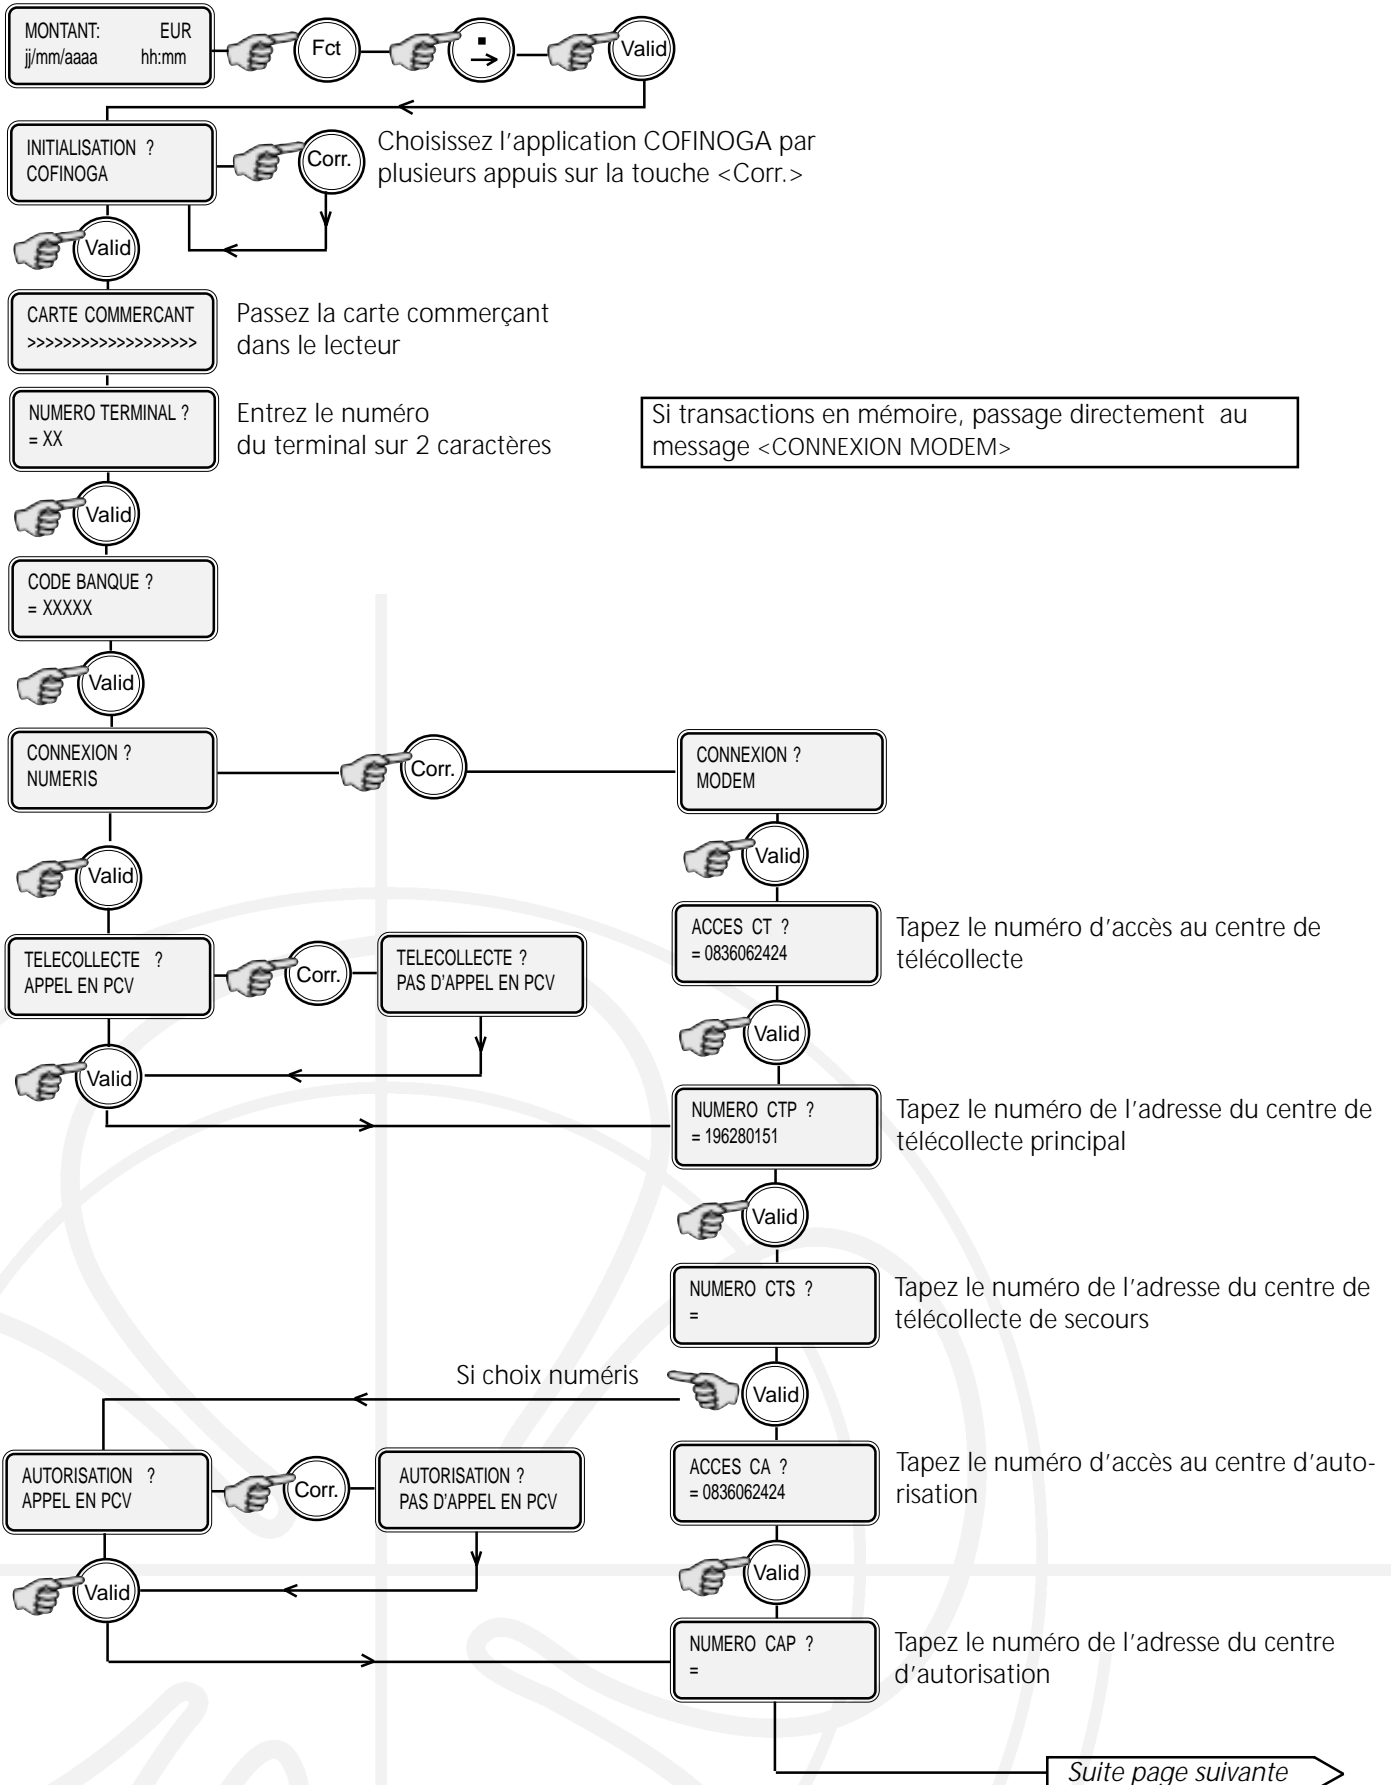 MONTANT: EUR
jj/mm/aaaa hh:mm
Fct
Valid
INITIALISATION ?
COFINOGA
Corr.
Choisissez l'application COFINOGA par
plusieurs appuis sur la touche <Corr.>
Valid
CARTE COMMERCANT
>>>>>>>>>>>>>>>>>>>
Passez la carte commerçant
dans le lecteur
NUMERO TERMINAL ?
= XX
Entrez le numéro
du terminal sur 2 caractères
Si transactions en mémoire, passage directement au
message <CONNEXION MODEM>
Valid
CODE BANQUE ?
= XXXXX
Valid
CONNEXION ?
NUMERIS
Corr.
CONNEXION ?
MODEM
Valid
Valid
ACCES CT ?
= 0836062424
Tapez le numéro d'accès au centre de
télécollecte
TELECOLLECTE ?
APPEL EN PCV
Corr.
TELECOLLECTE ?
PAS D'APPEL EN PCV
Valid
Valid
NUMERO CTP ?
= 196280151
Tapez le numéro de l'adresse du centre de
télécollecte principal
Valid
NUMERO CTS ?
=
Tapez le numéro de l'adresse du centre de
télécollecte de secours
Si choix numéris
Valid
AUTORISATION ?
APPEL EN PCV
Corr.
AUTORISATION ?
PAS D'APPEL EN PCV
ACCES CA ?
= 0836062424
Tapez le numéro d'accès au centre d'auto-
risation
Valid
Valid
NUMERO CAP ?
=
Tapez le numéro de l'adresse du centre
d'autorisation
Suite page suivante